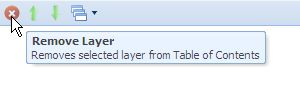 Remove Layer
Removes selected layer from Table of Contents